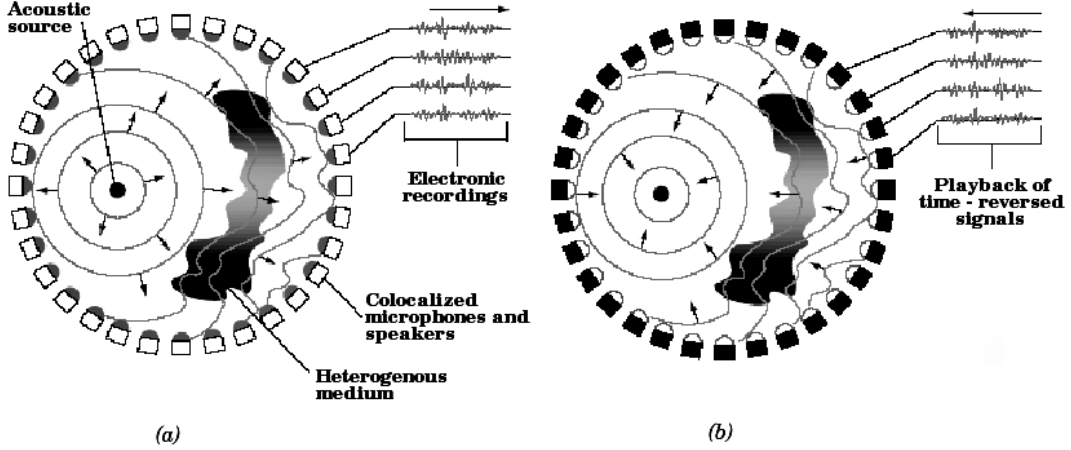 Acoustic
source
Electronic
recordings
Colocalized
microphones and
speakers
Heterogenous
medium
(a)
Playback of
time - reversed
signals
(b)